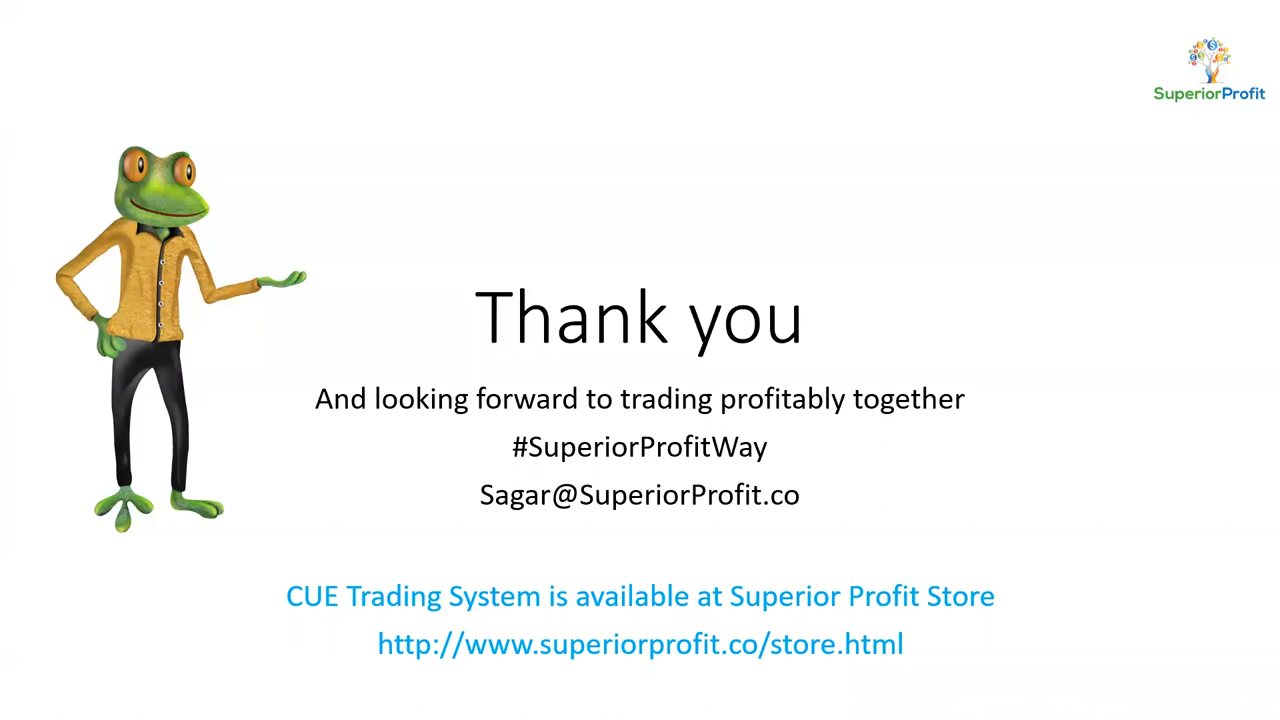 SuperiorProfit
Thank you
And looking forward to trading profitably together
#SuperiorProfitWay
Sagar@SuperiorProfit.co
CUE Trading System is available at Superior Profit Store
http://www.superiorprofit.co/store.html